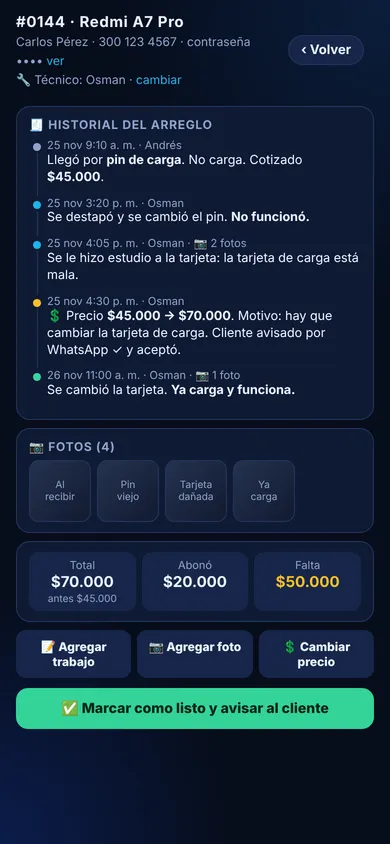 #0144 · Redmi A7 Pro
Carlos Pérez · 300 123 4567 · contraseña
•••• ver
🔧 Técnico: Osman · cambiar
‹ Volver
🧾 HISTORIAL DEL ARREGLO
25 nov 9:10 a. m. · Andrés
Llegó por pin de carga. No carga. Cotizado
$45.000.
25 nov 3:20 p. m. · Osman
Se destapó y se cambió el pin. No funcionó.
25 nov 4:05 p. m. · Osman · 📷 2 fotos
Se le hizo estudio a la tarjeta: la tarjeta de carga está
mala.
25 nov 4:30 p. m. · Osman
💲 Precio $45.000 → $70.000. Motivo: hay que
cambiar la tarjeta de carga. Cliente avisado por
WhatsApp ✓ y aceptó.
26 nov 11:00 a. m. · Osman · 📷 1 foto
Se cambió la tarjeta. Ya carga y funciona.
📷 FOTOS (4)
Al
recibir
Pin
viejo
Tarjeta
dañada
Ya
carga
Total
$70.000
antes $45.000
Abonó
$20.000
Falta
$50.000
📝 Agregar
trabajo
📷 Agregar foto
💲 Cambiar
precio
✅ Marcar como listo y avisar al cliente